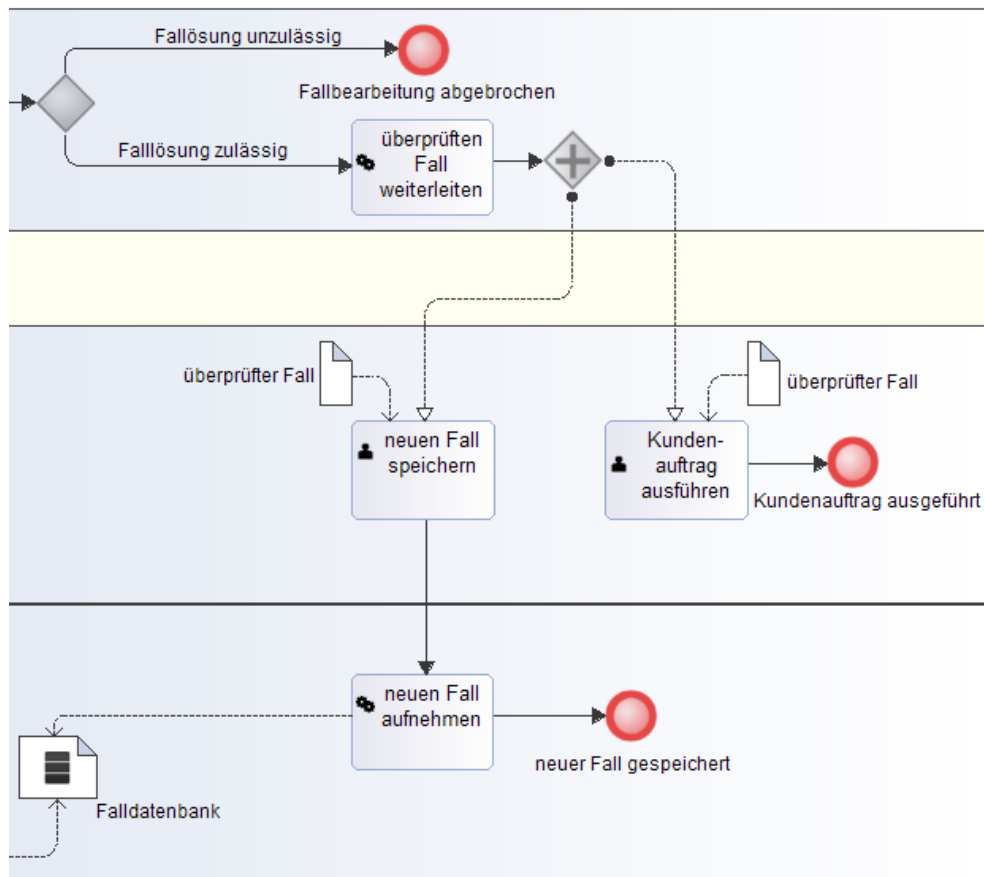 Fallösung unzulässig
Fallbearbeitung abgebrochen
Falllösung zulässig
überprüften
Fall
weiterleiten
überprüfter Fall
überprüfter Fall
neuen Fall
speichern
Kunden-
auftrag
ausführen
Kundenauftrag ausgeführt
neuen Fall
aufnehmen
neuer Fall gespeichert
Falldatenbank